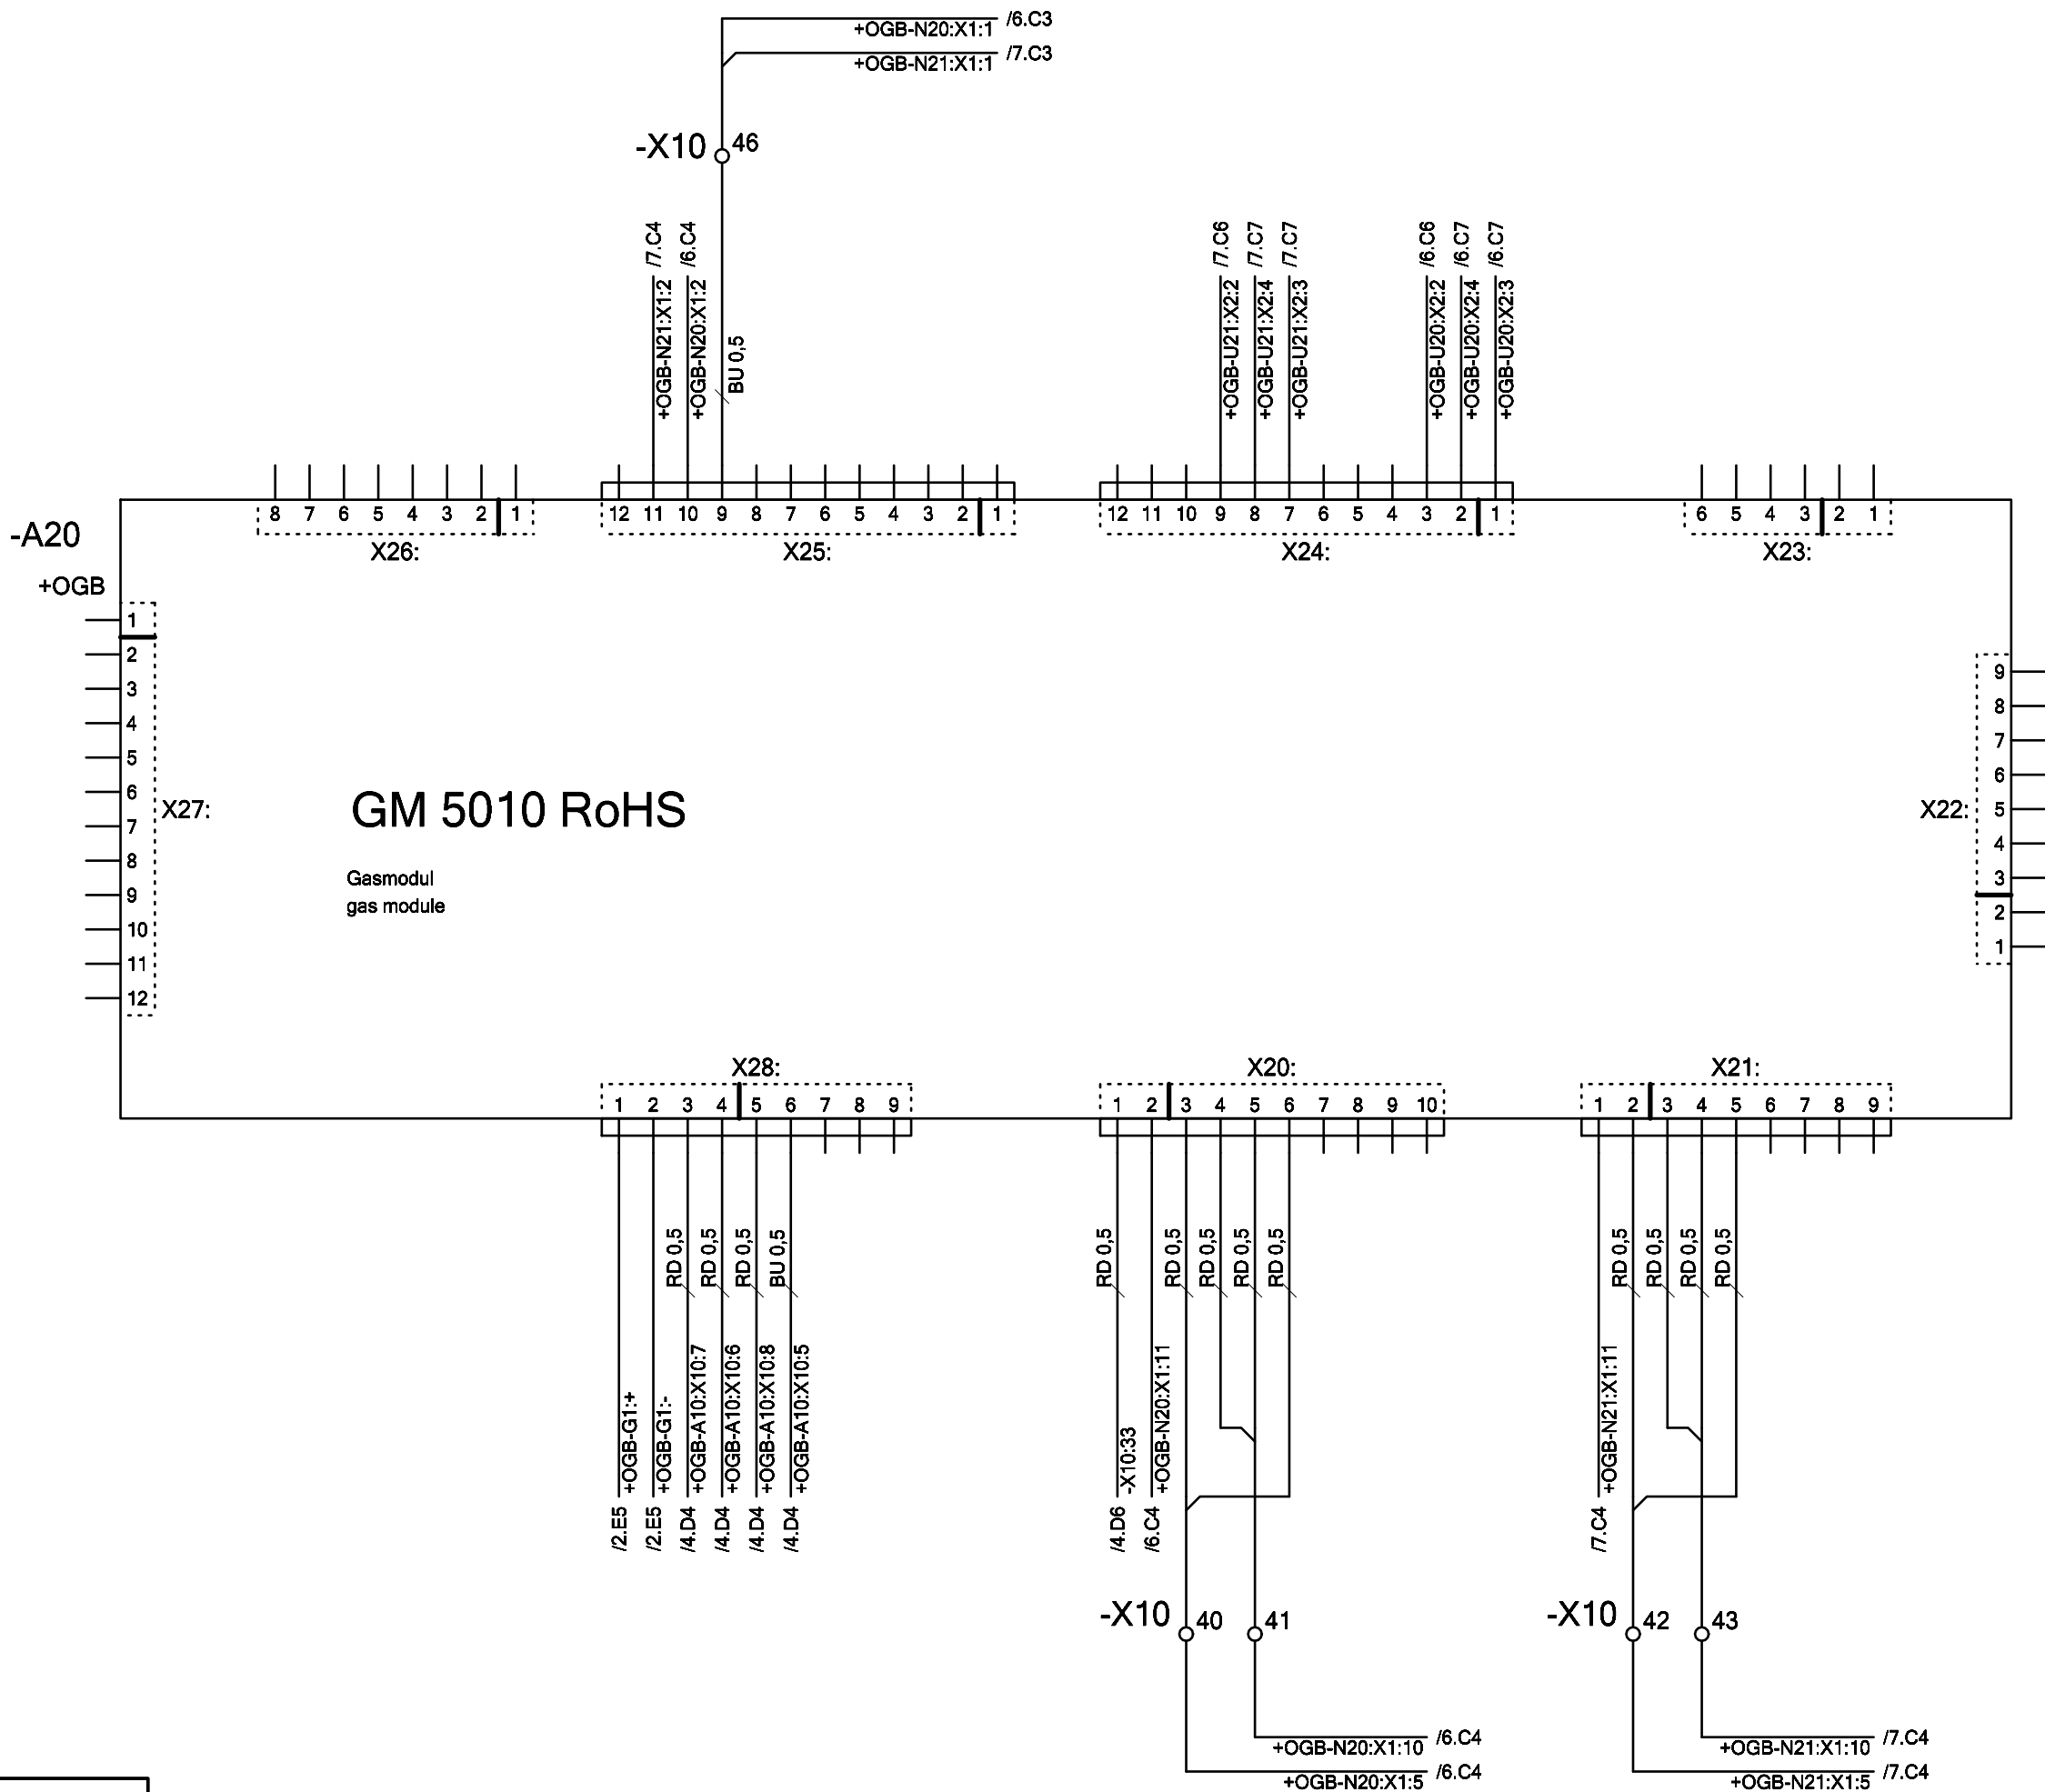 +OGB-N20:X1:1 /6.C3
+OGB-N21:X1:1 /7.C3
-X10 46
/7.C4 /6.C4 /7.C6 /7.C7 /7.C7 /6.C6 /6.C7 /6.C7
+OGB-N21:X1:2 +OGB-N20:X1:2 BU 0,5 +OGB-U21:X2:2 +OGB-U21:X2:4 +OGB-U21:X2:3 +OGB-U20:X2:2 +OGB-U20:X2:4 +OGB-U20:X2:3
8 7 6 5 4 3 2 1 12 11 10 9 8 7 6 5 4 3 2 1 12 11 10 9 8 7 6 5 4 3 2 1 6 5 4 3 2 1
-A20
X26: X25: X24: X23:
+OGB
1
2
3
4
5
6
7
8
9
10
11
12
X27:
GM 5010 RoHS
Gasmodul
gas module
X22:
9
8
7
6
5
4
3
2
1
X28: X20: X21:
1 2 3 4 5 6 7 8 9 1 2 3 4 5 6 7 8 9 10 1 2 3 4 5 6 7 8 9
RD 0,5 RD 0,5 RD 0,5 BU 0,5 RD 0,5 RD 0,5 RD 0,5 RD 0,5 RD 0,5 RD 0,5 RD 0,5 RD 0,5 RD 0,5
+OGB-G1:+ +OGB-G1:- +OGB-A10:X10:7 +OGB-A10:X10:6 +OGB-A10:X10:8 +OGB-A10:X10:5 -X10:33 +OGB-N20:X1:11 +OGB-N21:X1:11
/2.E5 /2.E5 /4.D4 /4.D4 /4.D4 /4.D4 /4.D6 /6.C4 /7.C4
-X10 40 41 -X10 42 43
+OGB-N20:X1:10 /6.C4 +OGB-N21:X1:10 /7.C4
+OGB-N20:X1:5 /6.C4 +OGB-N21:X1:5 /7.C4